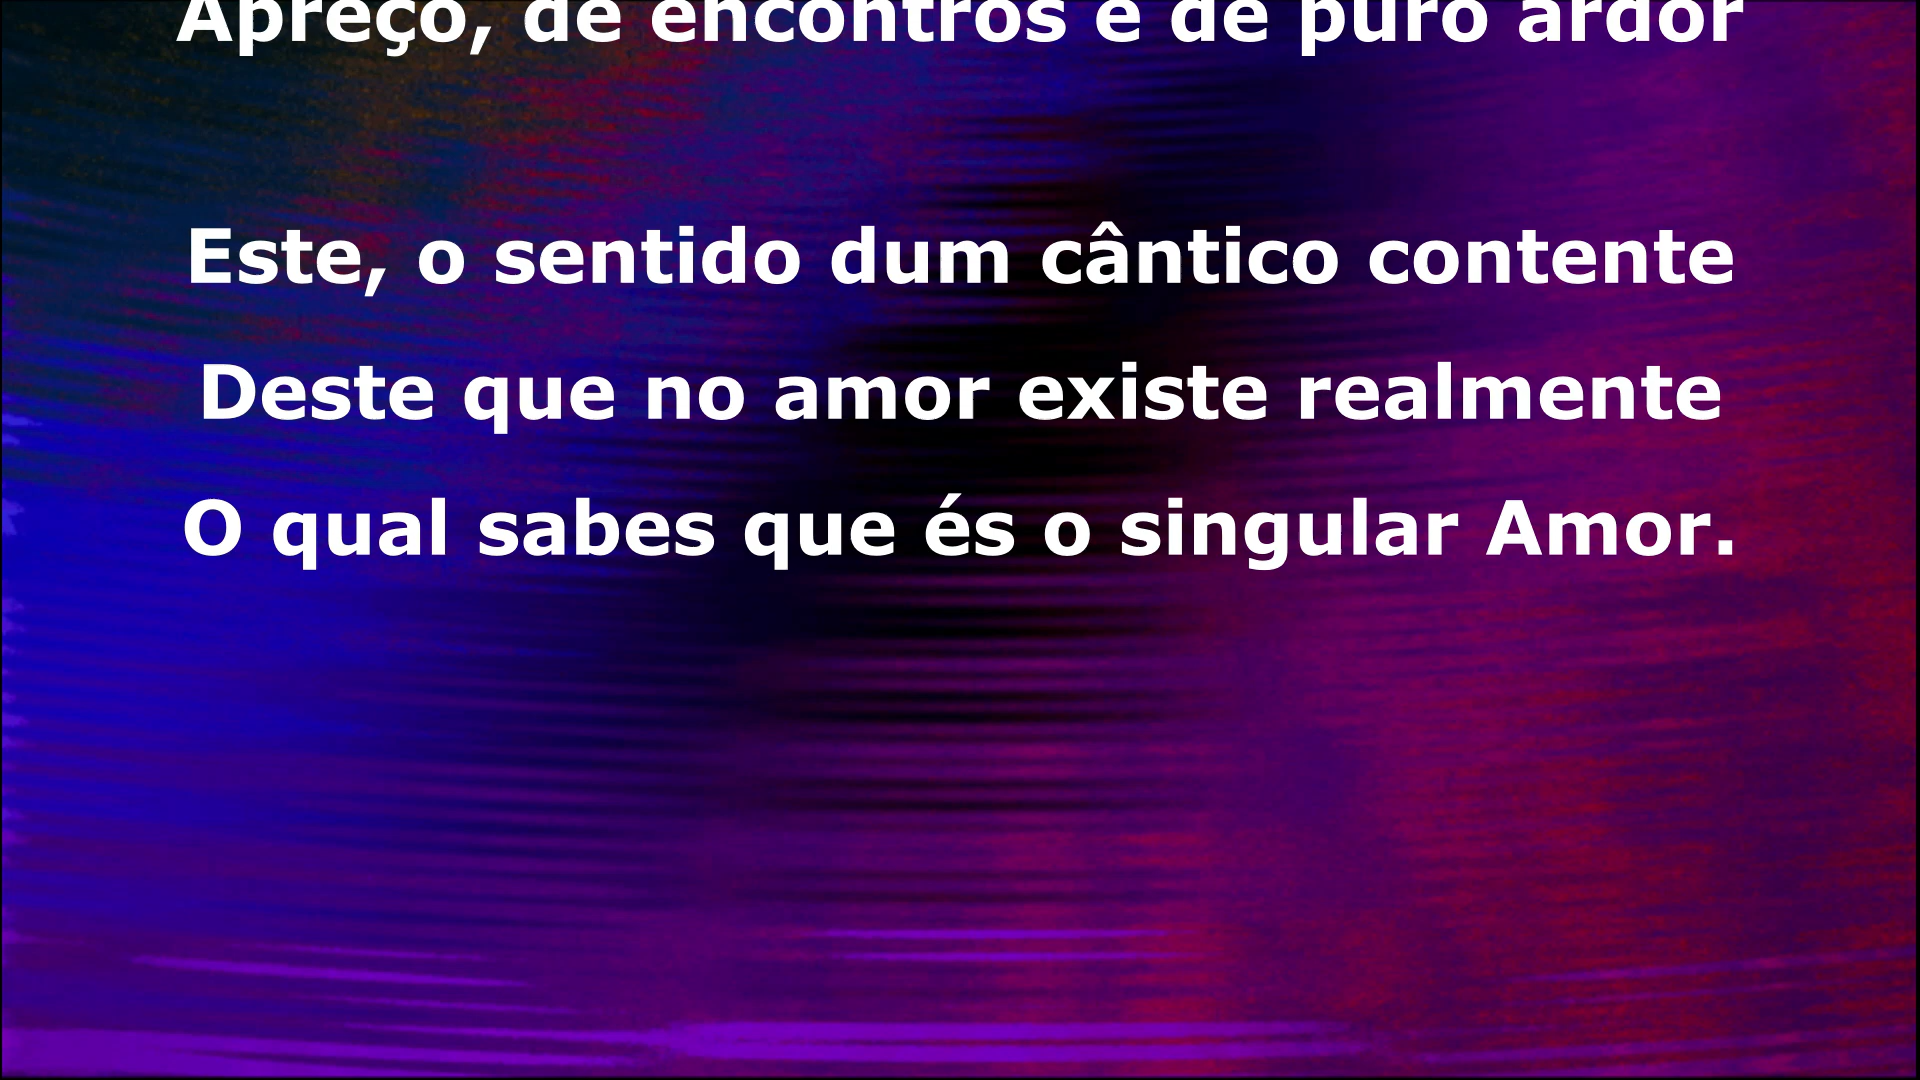 Apreço, de encontros e de puro ardor
Este, o sentido dum cântico contente
Deste que no amor existe realmente
O qual sabes que és o singular Amor.